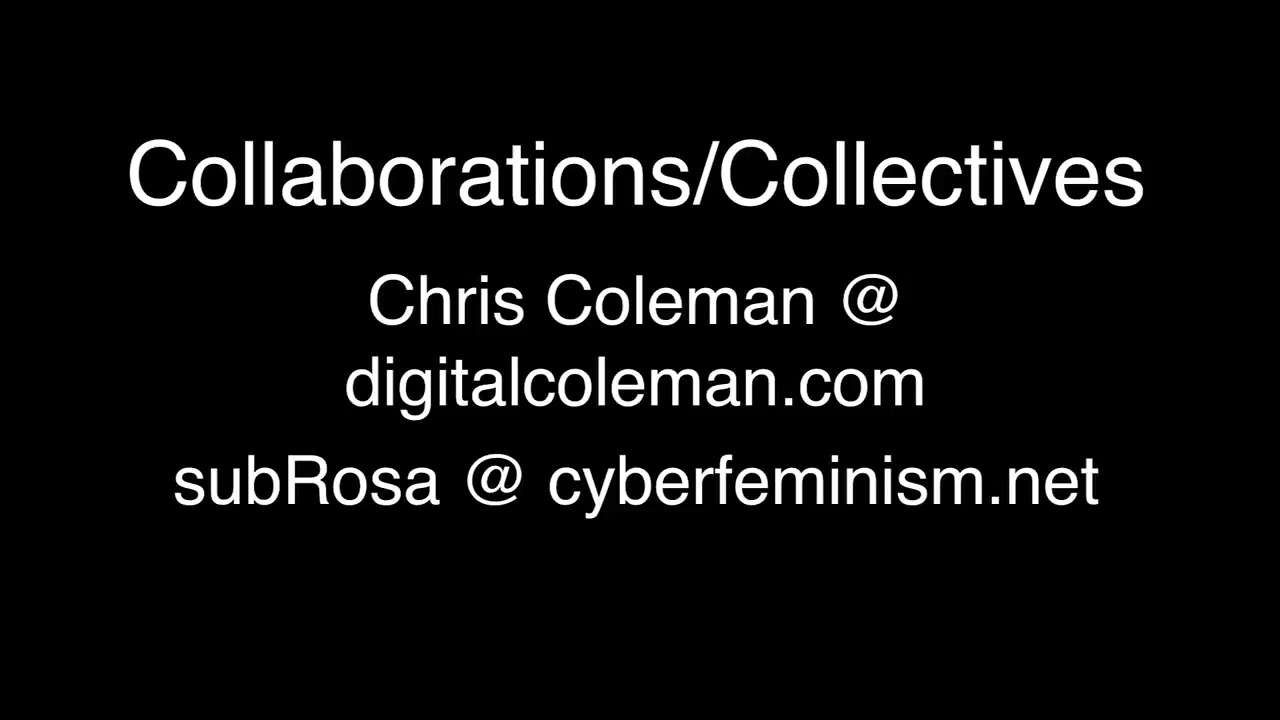 Collaborations/Collectives
Chris Coleman @
digitalcoleman.com
subRosa @ cyberfeminism.net